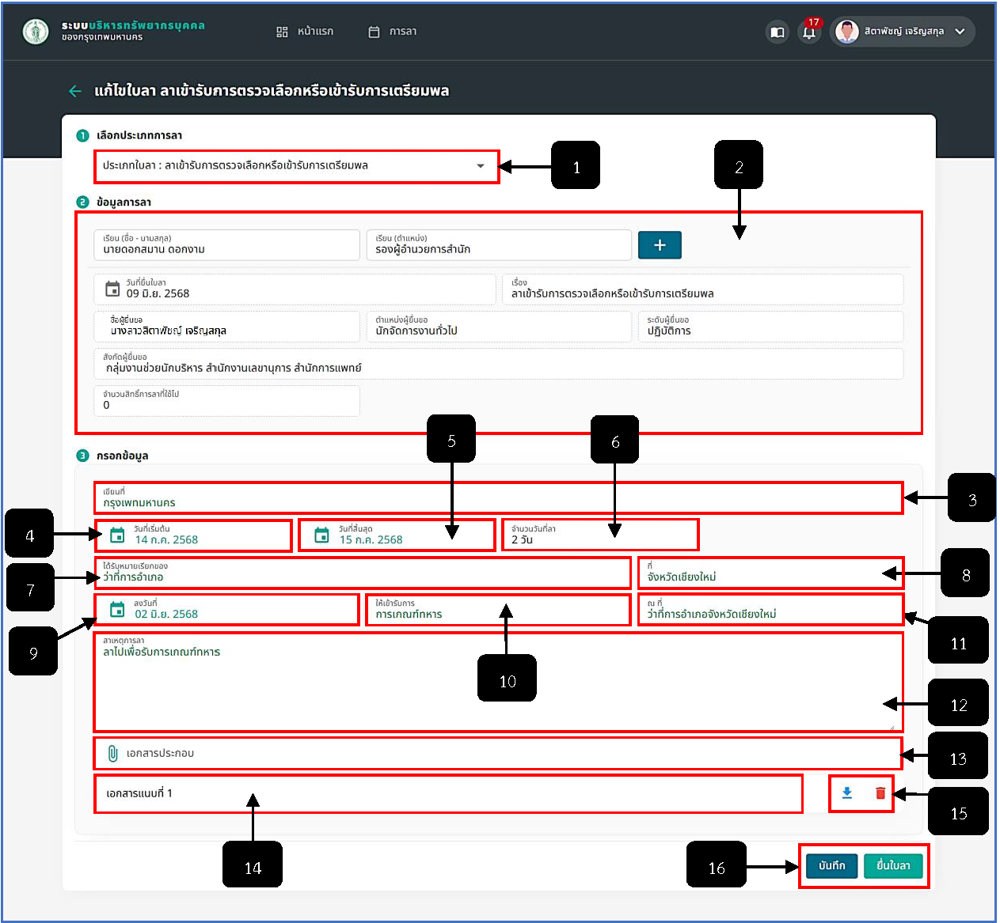 ระบบบริหารทรัพยากรบุคคล
ของกรุงเทพมหานคร
หน้าแรก
การลา
17
สิตาพัชญ์ เจริญสกุล
แก้ไขใบลา ลาเข้ารับการตรวจเลือกหรือเข้ารับการเตรียมพล
1 เลือกประเภทการลา
ประเภทใบลา : ลาเข้ารับการตรวจเลือกหรือเข้ารับการเตรียมพล
1
2
2 ข้อมูลการลา
เรียน (ชื่อ - นามสกุล)
นายดอกสมาน ดอกงาม
เรียน (ตำแหน่ง)
รองผู้อำนวยการสำนัก
+
วันที่ยื่นใบลา
09 มิ.ย. 2568
เรื่อง
ลาเข้ารับการตรวจเลือกหรือเข้ารับการเตรียมพล
ชื่อผู้ยื่นขอ
นางสาวสิตาพัชญ์ เจริญสกุล
ตำแหน่งผู้ยื่นขอ
นักจัดการงานทั่วไป
ระดับผู้ยื่นขอ
ปฏิบัติการ
สังกัดผู้ยื่นขอ
กลุ่มงานช่วยนักบริหาร สำนักงานเลขานุการ สำนักการแพทย์
จำนวนสิทธิ์การลาที่ใช้ไป
0
5
6
3 กรอกข้อมูล
เขียนที่
กรุงเพทมหานคร
3
4
วันที่เริ่มต้น
14 ก.ค. 2568
วันที่สิ้นสุด
15 ก.ค. 2568
จำนวนวันที่ลา
2 วัน
7
ได้รับหมายเรียกของ
ว่าที่การอำเภอ
ที่
จังหวัดเชียงใหม่
8
9
ลงวันที่
02 มิ.ย. 2568
ให้เข้ารับการ
การเกณฑ์ทหาร
ณ ที่
ว่าที่การอำเภอจังหวัดเชียงใหม่
11
สาเหตุการลา
ลาไปเพื่อรับการเกณฑ์ทหาร
10
12
เอกสารประกอบ
13
เอกสารแนบที่ 1
15
14
16
บันทึก
ยื่นใบลา